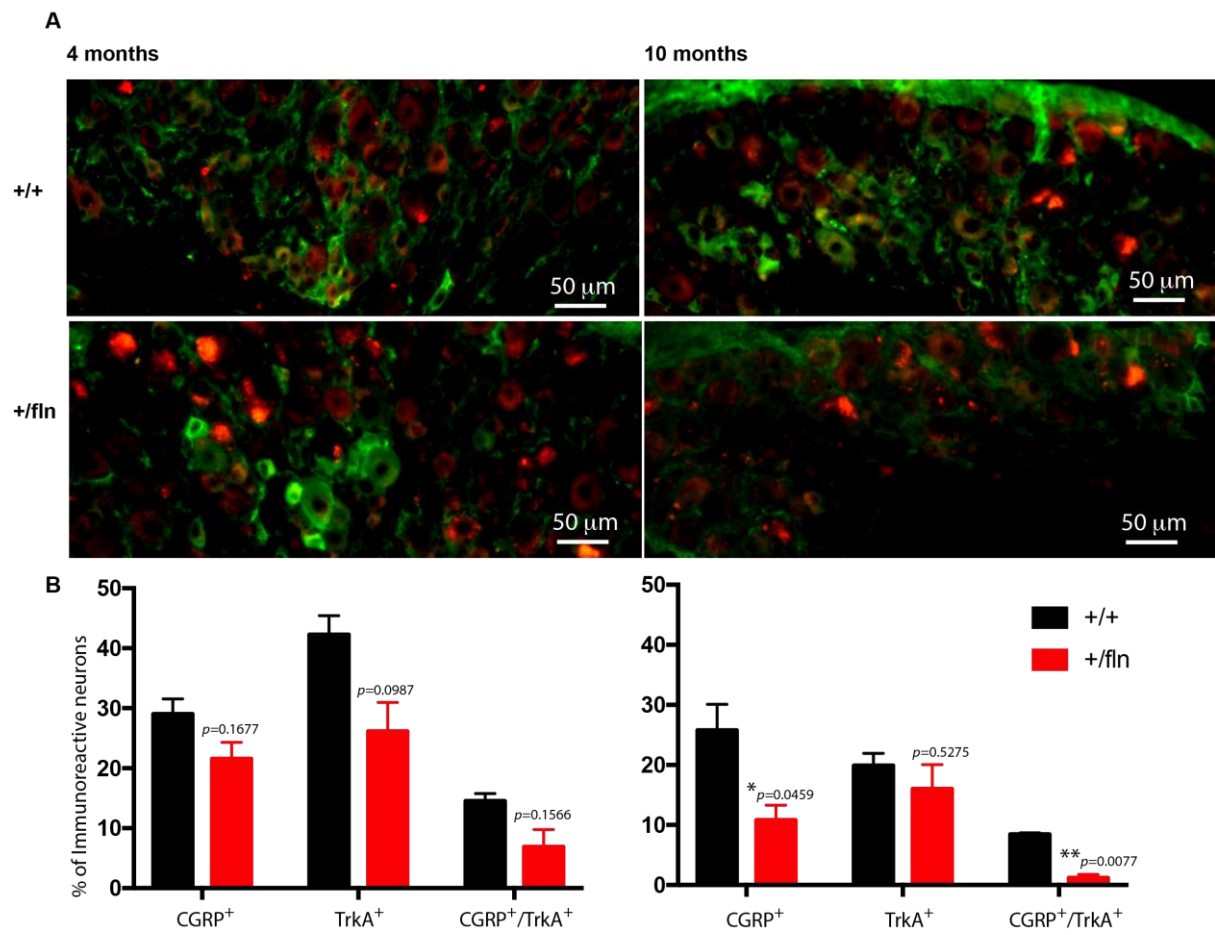 A
4 months
10 months
+/+
50 μm
50 μm
+/fln
50 μm
50 μm
B
% of Immunoreactive neurons
50
40
30
20
10
0
p=0.1677
p=0.0987
p=0.1566
CGRP⁺
TrkA⁺
CGRP⁺/TrkA⁺
50
40
30
20
10
0
+/+
+/fln
*p=0.0459
p=0.5275
**p=0.0077
CGRP⁺
TrkA⁺
CGRP⁺/TrkA⁺